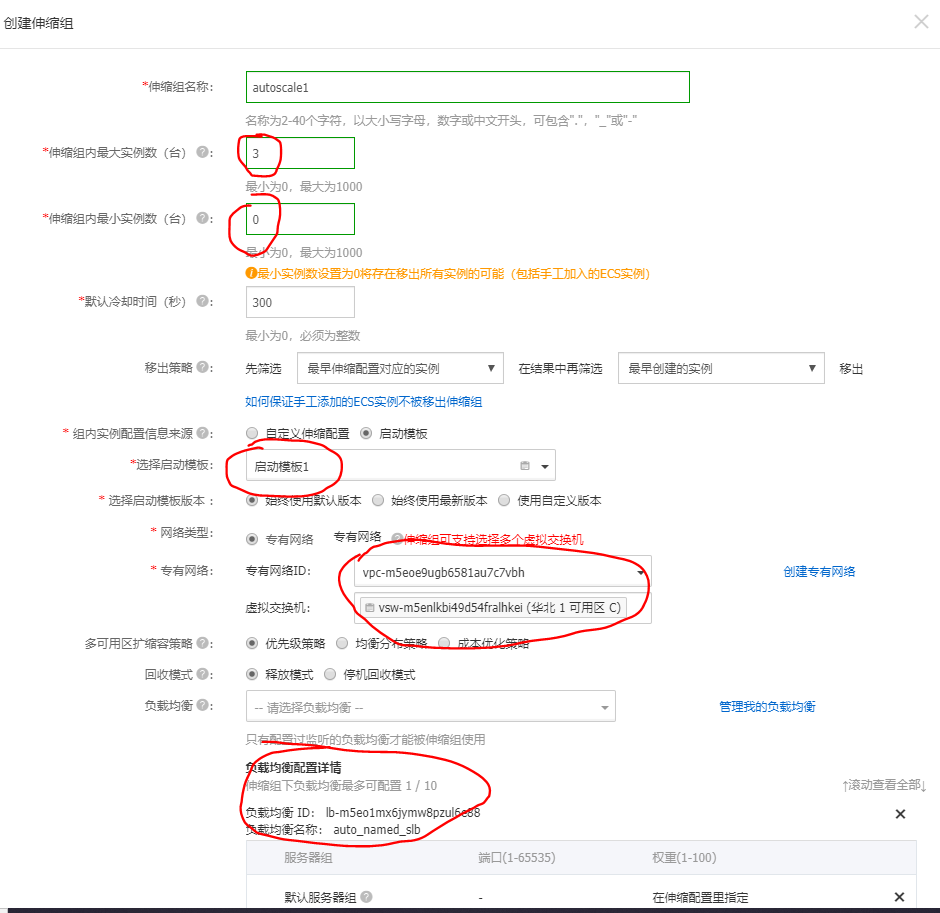 创建伸缩组
*伸缩组名称: autoscale1
名称为2-40个字符，以大小写字母，数字或中文开头，可包含".", "_"或"-"
*伸缩组内最大实例数（台）: 3
最小为0，最大为1000
*伸缩组内最小实例数（台）: 0
最小为0，最大为1000
最小实例数设置为0将存在移出所有实例的可能（包括手工加入的ECS实例）
*默认冷却时间（秒）: 300
最小为0，必须为整数
移出策略: 先筛选 最早伸缩配置对应的实例 在结果中再筛选 最早创建的实例 移出
如何保证手工添加的ECS实例不被移出伸缩组
* 组内实例配置信息来源: 自定义伸缩配置 启动模板
*选择启动模板: 启动模板1
* 选择启动模板版本: 始终使用默认版本 始终使用最新版本 使用自定义版本
* 网络类型: 专有网络 专有网络 伸缩组可支持选择多个虚拟交换机
* 专有网络: 专有网络ID: vpc-m5eoe9ugb6581au7c7vbh 创建专有网络
虚拟交换机: vsw-m5enlkbi49d54fralhkei (华北 1 可用区 C)
多可用区扩缩容策略: 优先级策略 均衡分布策略 成本优化策略
回收模式: 释放模式 停机回收模式
负载均衡: -- 请选择负载均衡 -- 管理我的负载均衡
只有配置过监听的负载均衡才能被伸缩组使用
负载均衡配置详情
伸缩组下负载均衡最多可配置 1 / 10 ↑滚动查看全部↓
负载均衡 ID: lb-m5eo1mx6jymw8pzul6c88
负载均衡名称: auto_named_slb
服务器组 端口(1-65535) 权重(1-100)
默认服务器组 - 在伸缩配置里指定